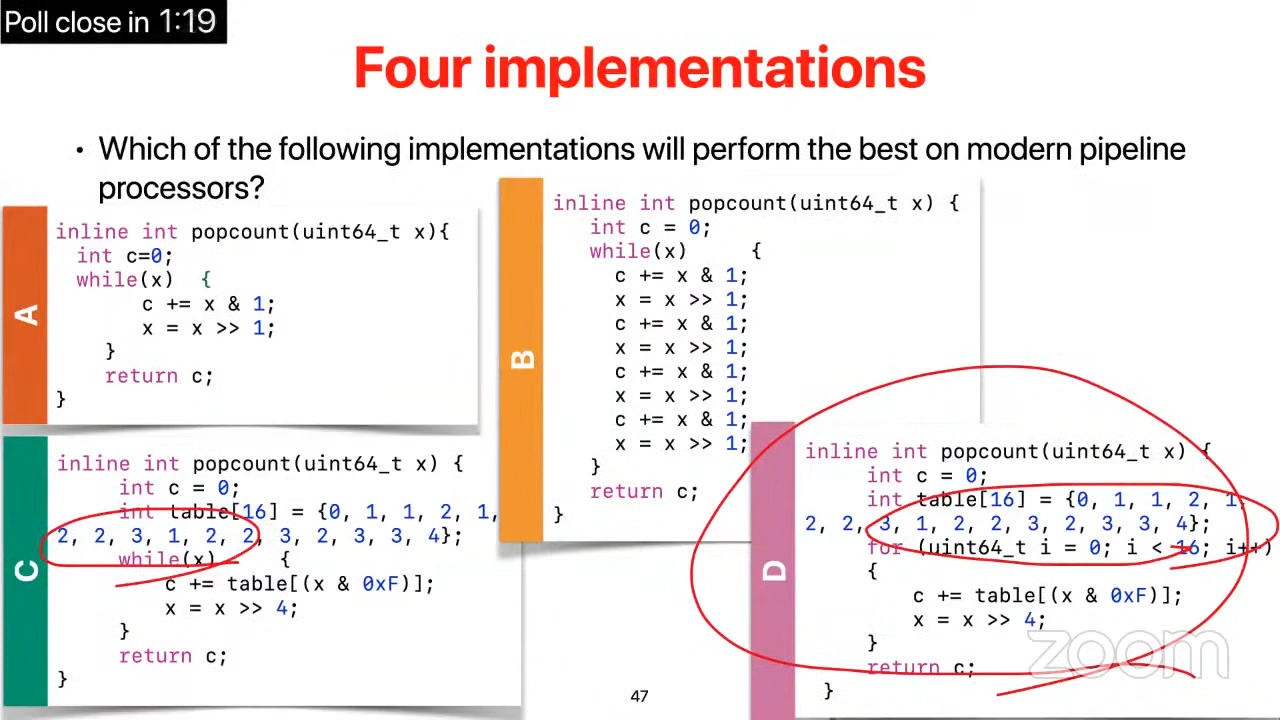 Poll close in 1:19
Four implementations
• Which of the following implementations will perform the best on modern pipeline
processors?
A
inline int popcount(uint64_t x){
int c=0;
while(x) {
c += x & 1;
x = x >> 1;
}
return c;
}
B
inline int popcount(uint64_t x) {
int c = 0;
while(x) {
c += x & 1;
x = x >> 1;
c += x & 1;
x = x >> 1;
c += x & 1;
x = x >> 1;
c += x & 1;
x = x >> 1;
}
return c;
}
C
inline int popcount(uint64_t x) {
int c = 0;
int table[16] = {0, 1, 1, 2, 1,
2, 2, 3, 1, 2, 2, 3, 2, 3, 3, 4};
while(x) {
c += table[(x & 0xF)];
x = x >> 4;
}
return c;
}
D
inline int popcount(uint64_t x) {
int c = 0;
int table[16] = {0, 1, 1, 2, 1,
2, 2, 3, 1, 2, 2, 3, 2, 3, 3, 4};
for (uint64_t i = 0; i < 16; i++)
{
c += table[(x & 0xF)];
x = x >> 4;
}
return c;
}
zoom
47